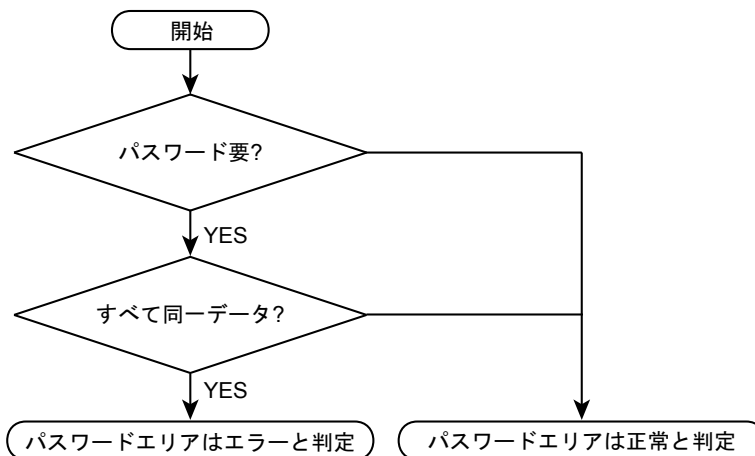 開始
パスワード要?
YES
すべて同一データ?
YES
パスワードエリアはエラーと判定
パスワードエリアは正常と判定